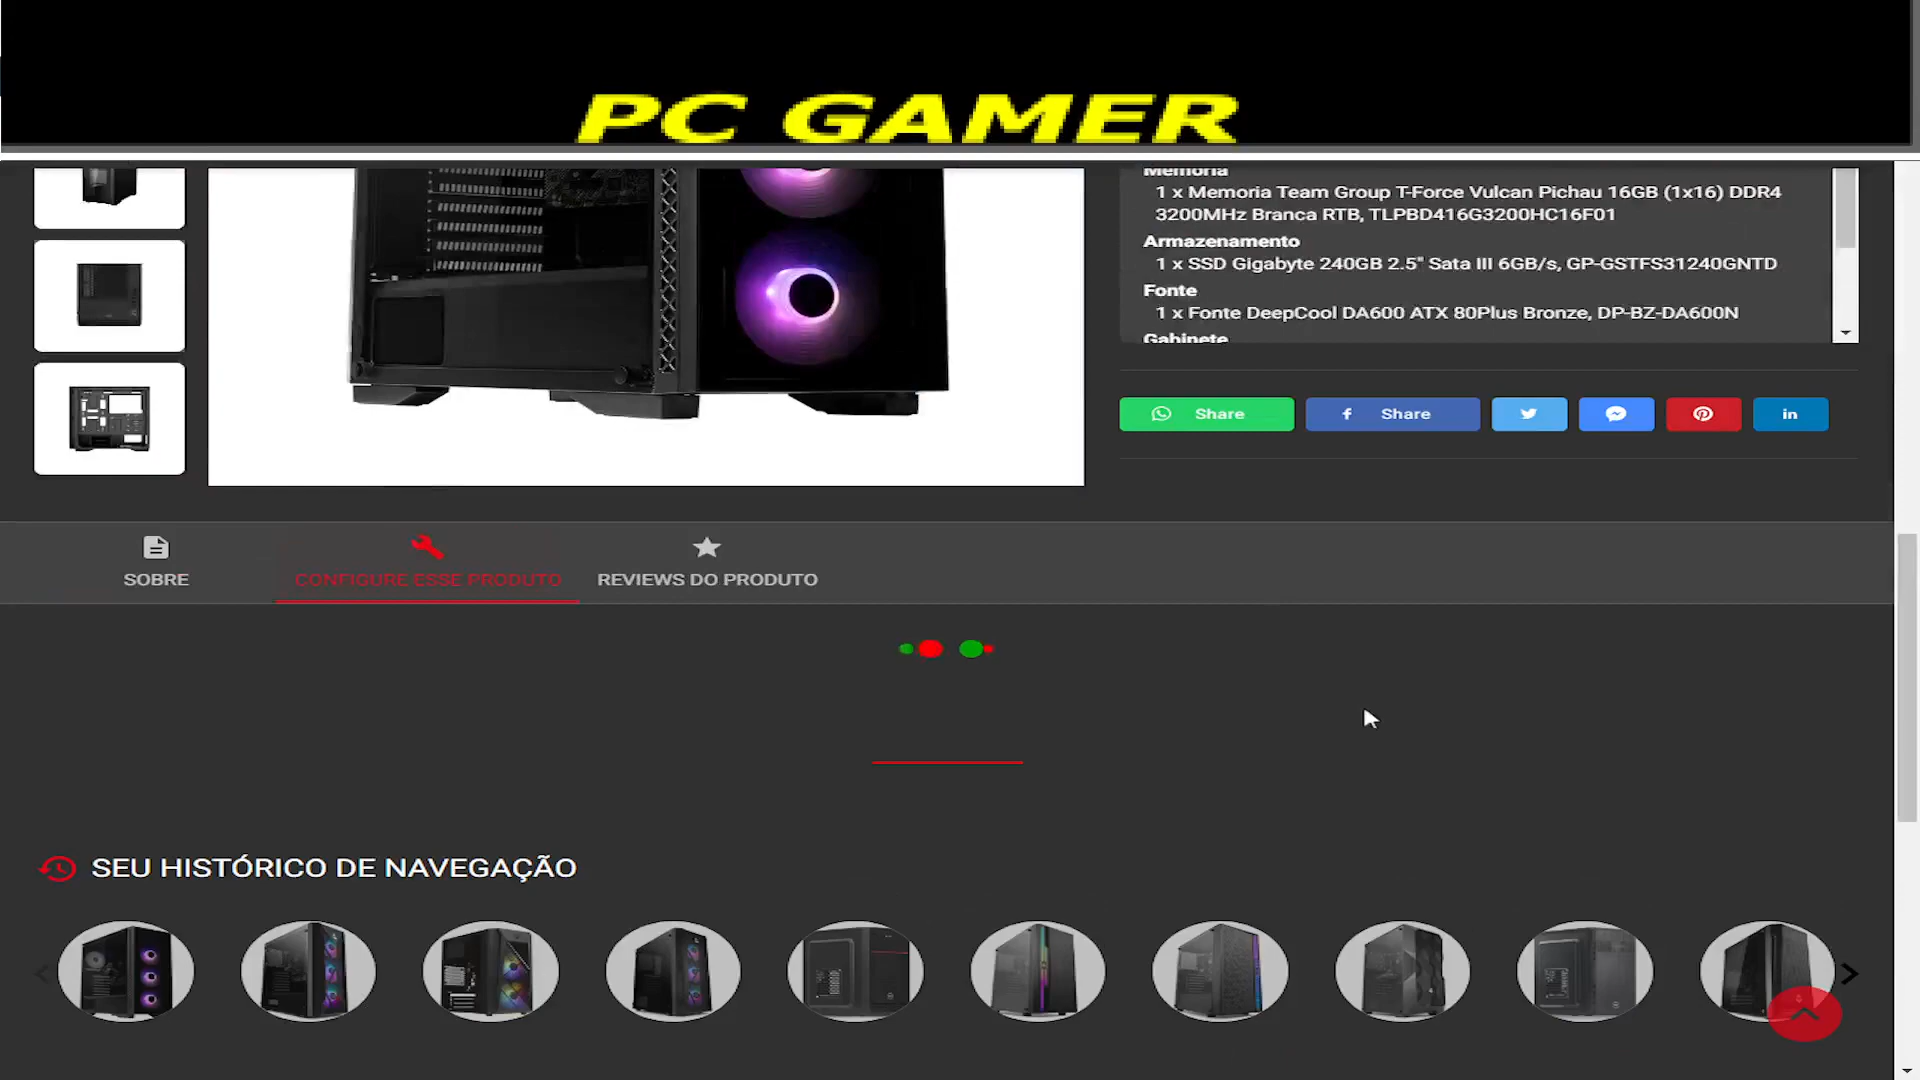 PC GAMER
Memoria
1 x Memoria Team Group T-Force Vulcan Pichau 16GB (1x16) DDR4
3200MHz Branca RTB, TLPBD416G3200HC16F01
Armazenamento
1 x SSD Gigabyte 240GB 2.5" Sata III 6GB/s, GP-GSTFS31240GNTD
Fonte
1 x Fonte DeepCool DA600 ATX 80Plus Bronze, DP-BZ-DA600N
Gabinete
Share
Share
SOBRE
CONFIGURE ESSE PRODUTO
REVIEWS DO PRODUTO
SEU HISTÓRICO DE NAVEGAÇÃO